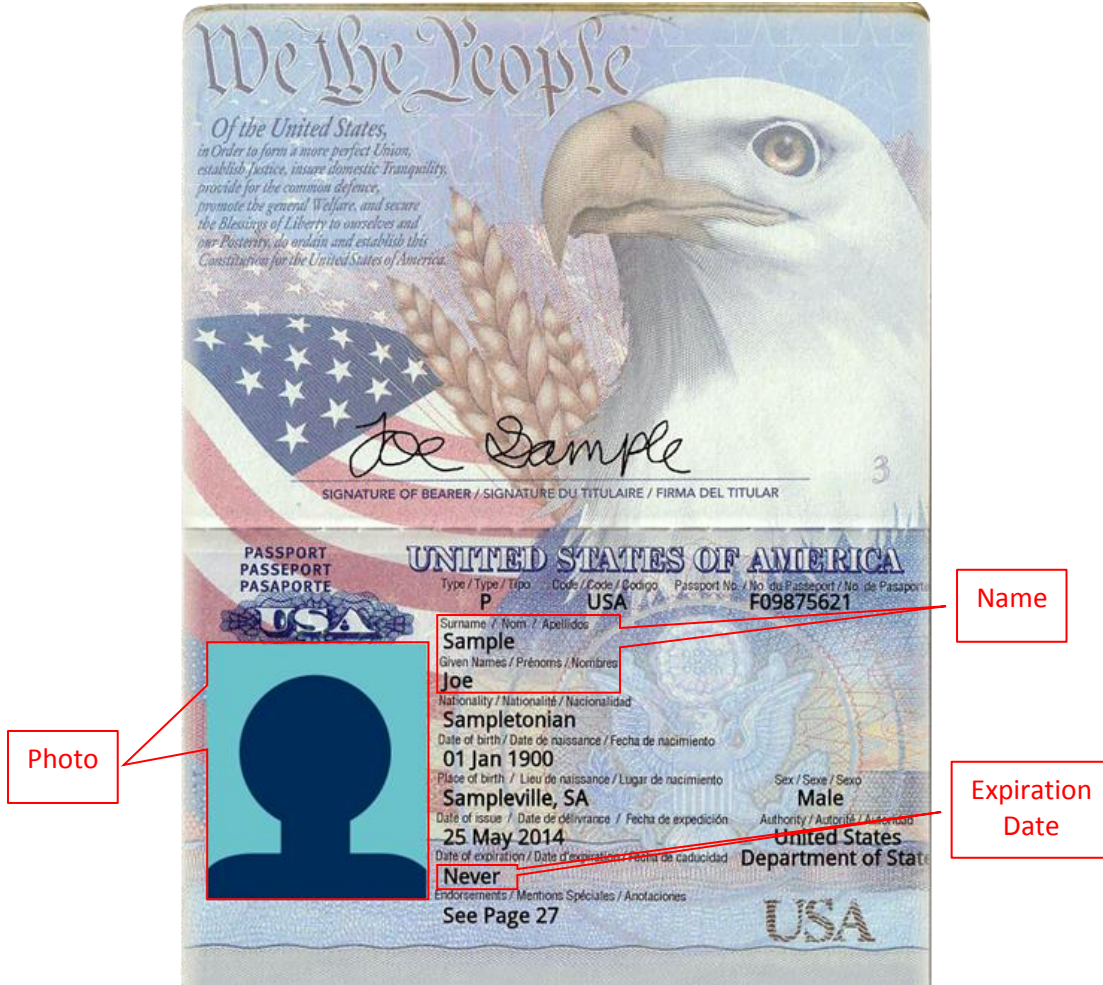 We the People
Of the United States,
in Order to form a more perfect Union,
establish Justice, insure domestic Tranquility,
provide for the common defence,
promote the general Welfare, and secure
the Blessings of Liberty to ourselves and
our Posterity, do ordain and establish this
Constitution for the United States of America.
Joe Sample
SIGNATURE OF BEARER / SIGNATURE DU TITULAIRE / FIRMA DEL TITULAR
3
PASSPORT
PASSEPORT
PASAPORTE
USA
UNITED STATES OF AMERICA
Type / Type / Tipo Code / Code / Codigo Passport No. / No. du Passeport / No. de Pasaporte
P USA F09875621
Surname / Nom / Apellidos
Sample
Given Names / Prénoms / Nombres
Joe
Nationality / Nationalité / Nacionalidad
Sampletonian
Date of birth / Date de naissance / Fecha de nacimiento
01 Jan 1900
Place of birth / Lieu de naissance / Lugar de nacimiento Sex / Sexe / Sexo
Sampleville, SA Male
Date of issue / Date de délivrance / Fecha de expedición Authority / Autorité / Autoridad
25 May 2014 United States
Date of expiration / Date d'expiration / Fecha de caducidad Department of State
Never
Endorsements / Mentions Spéciales / Anotaciones
See Page 27
USA
Name
Photo
Expiration
Date